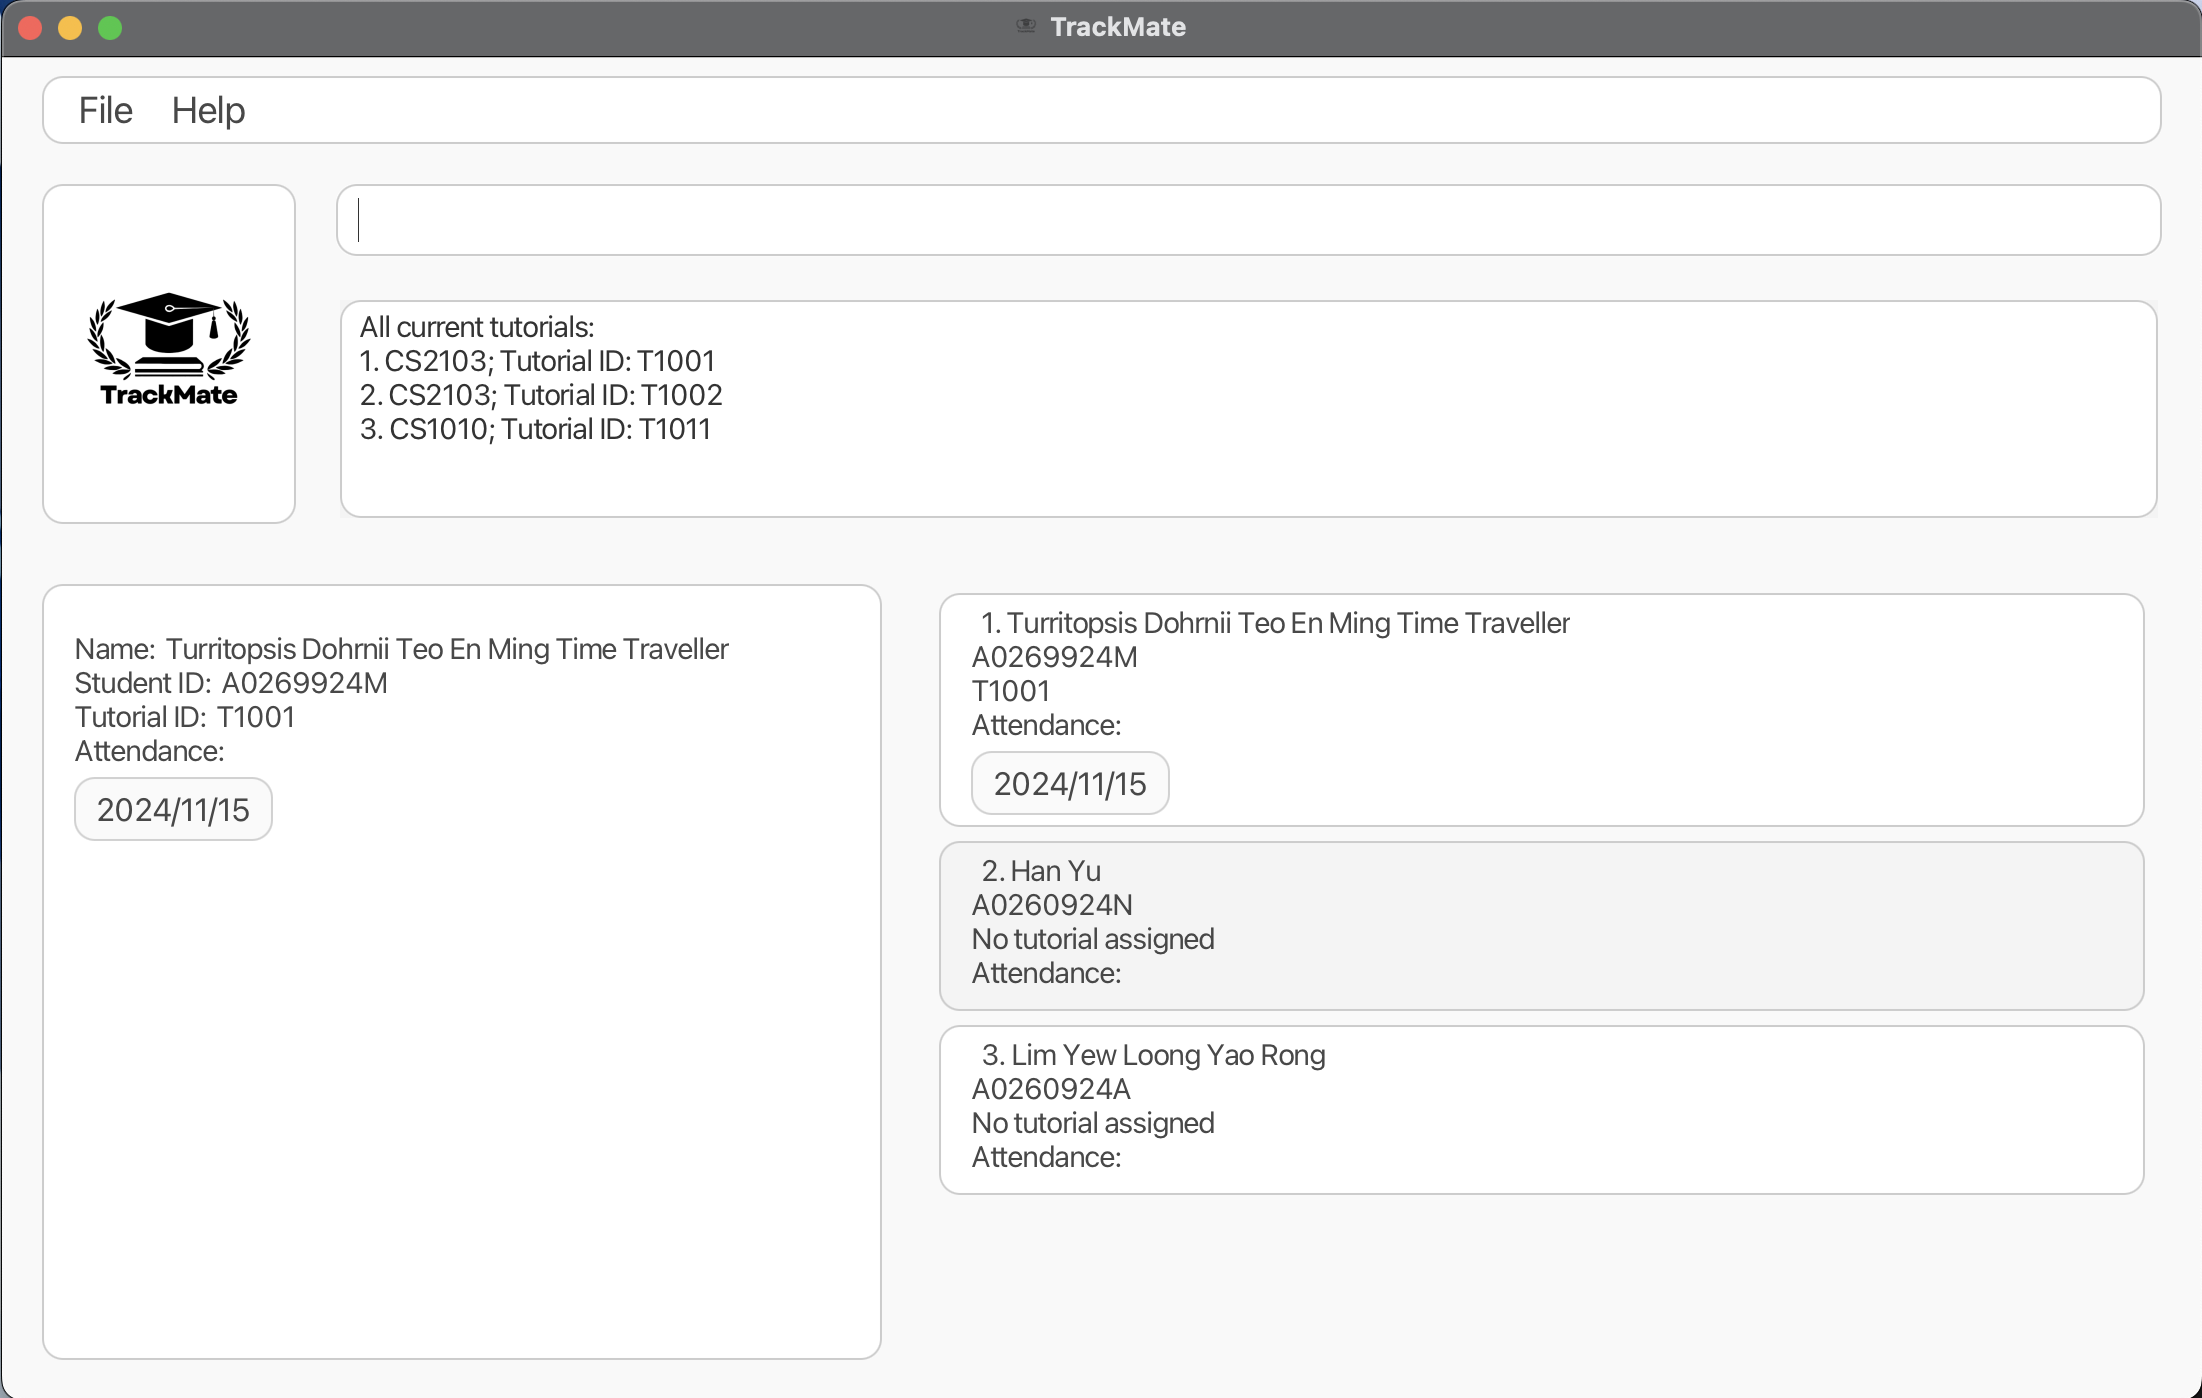 TrackMate
File Help
TrackMate
All current tutorials:
1. CS2103; Tutorial ID: T1001
2. CS2103; Tutorial ID: T1002
3. CS1010; Tutorial ID: T1011
Name: Turritopsis Dohrnii Teo En Ming Time Traveller
Student ID: A0269924M
Tutorial ID: T1001
Attendance:
2024/11/15
1. Turritopsis Dohrnii Teo En Ming Time Traveller
A0269924M
T1001
Attendance:
2024/11/15
2. Han Yu
A0260924N
No tutorial assigned
Attendance:
3. Lim Yew Loong Yao Rong
A0260924A
No tutorial assigned
Attendance: